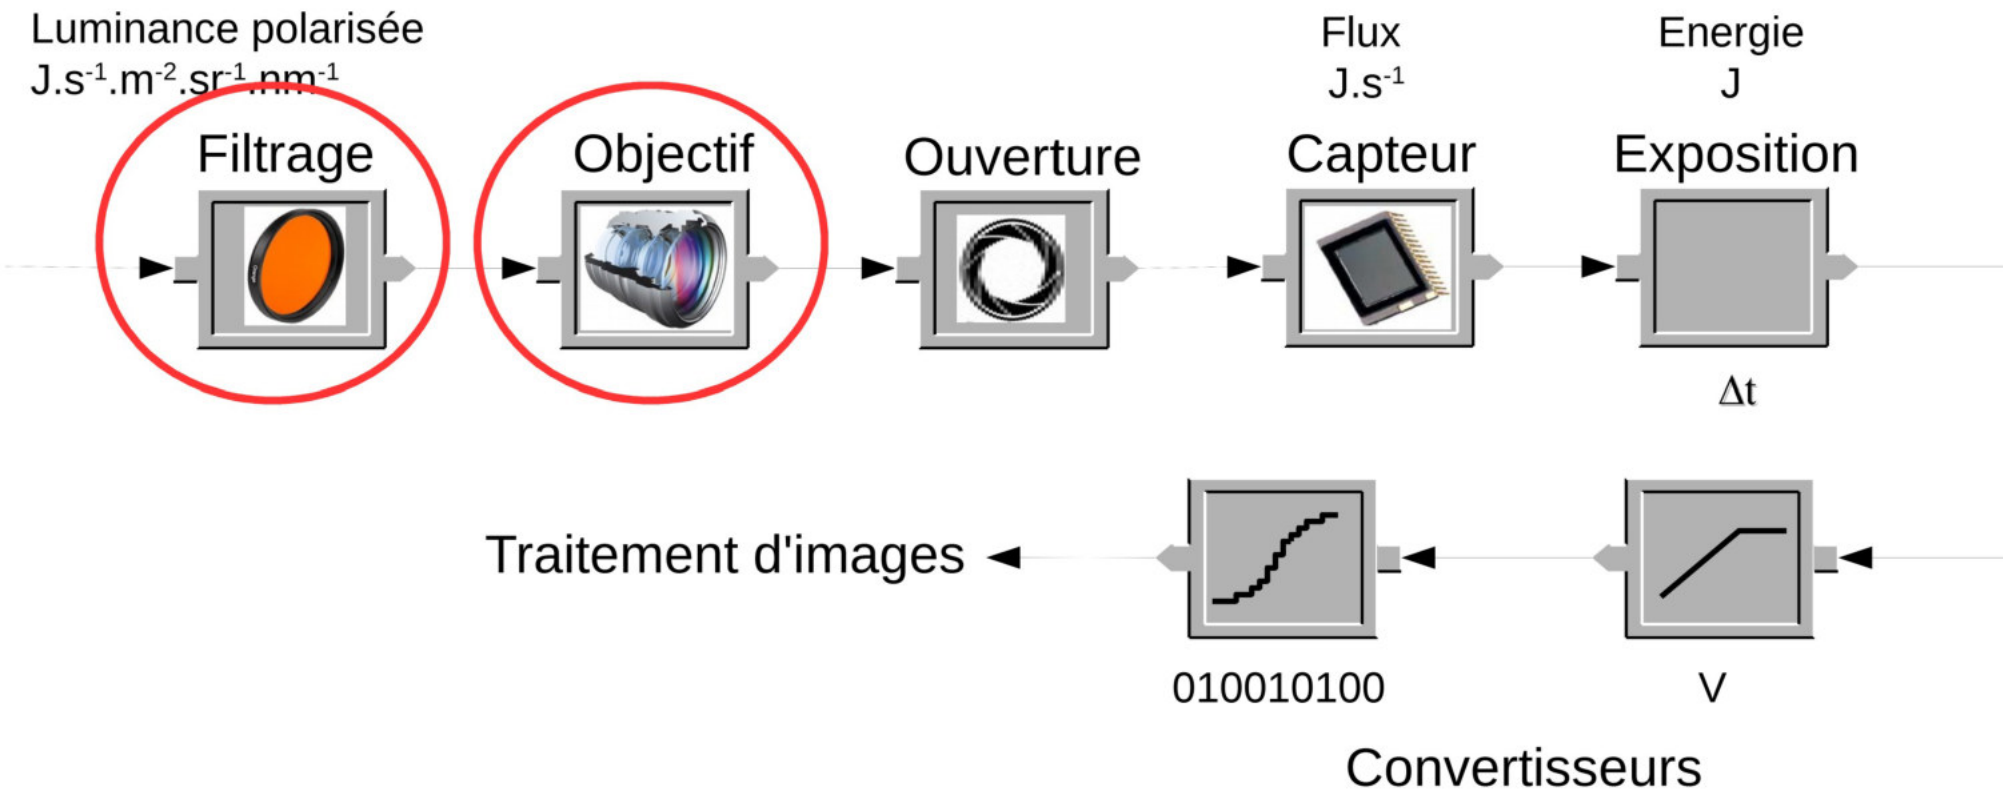 Luminance polarisée
J.s-1.m-2.sr-1.nm-1
Flux
J.s-1
Energie
J
Filtrage
Objectif
Ouverture
Capteur
Exposition
Δt
Traitement d'images
010010100
V
Convertisseurs